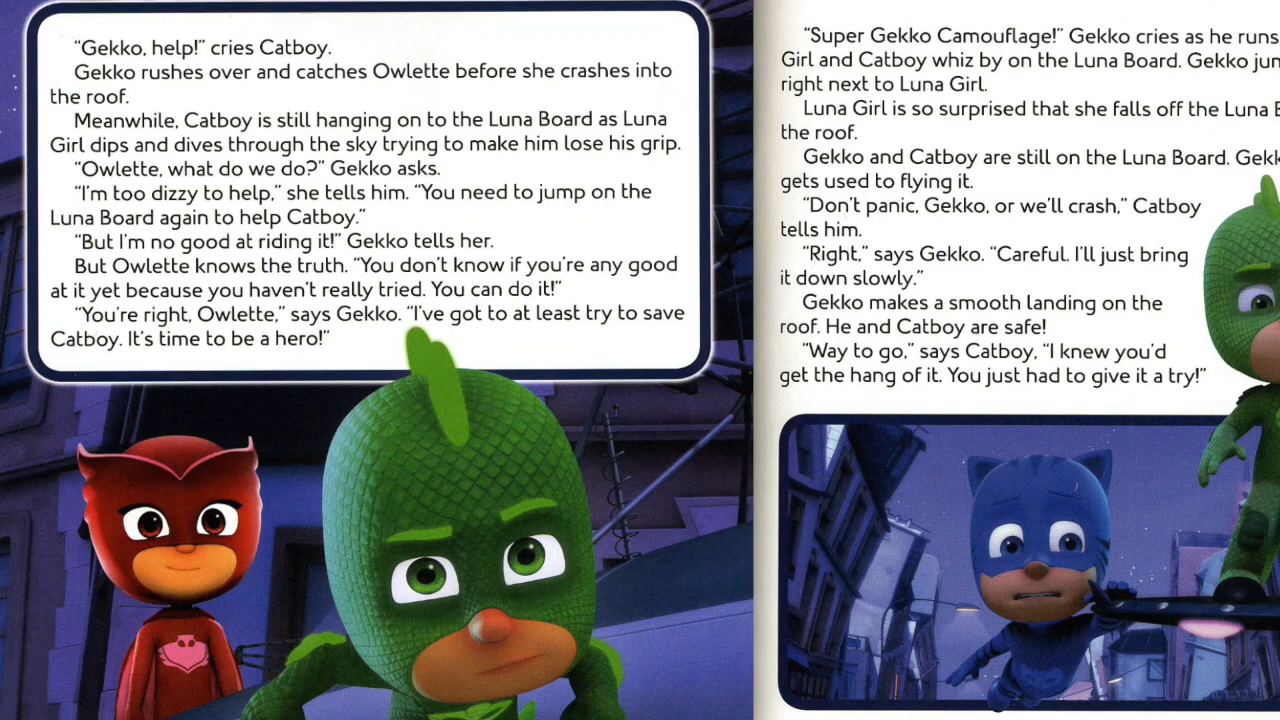 “Gekko, help!” cries Catboy.
Gekko rushes over and catches Owlette before she crashes into
the roof.
Meanwhile, Catboy is still hanging on to the Luna Board as Luna
Girl dips and dives through the sky trying to make him lose his grip.
“Owlette, what do we do?” Gekko asks.
“I’m too dizzy to help,” she tells him. “You need to jump on the
Luna Board again to help Catboy.”
“But I’m no good at riding it!” Gekko tells her.
But Owlette knows the truth. “You don’t know if you’re any good
at it yet because you haven’t really tried. You can do it!”
“You’re right, Owlette,” says Gekko. “I’ve got to at least try to save
Catboy. It’s time to be a hero!”
“Super Gekko Camouflage!” Gekko cries as he runs
Girl and Catboy whiz by on the Luna Board. Gekko
right next to Luna Girl.
Luna Girl is so surprised that she falls off the Luna
the roof.
Gekko and Catboy are still on the Luna Board.
gets used to flying it.
“Don’t panic, Gekko, or we’ll crash,” Catboy
tells him.
“Right,” says Gekko. “Careful. I’ll just bring
it down slowly.”
Gekko makes a smooth landing on the
roof. He and Catboy are safe!
“Way to go,” says Catboy, “I knew you’d
get the hang of it. You just had to give it a try!”